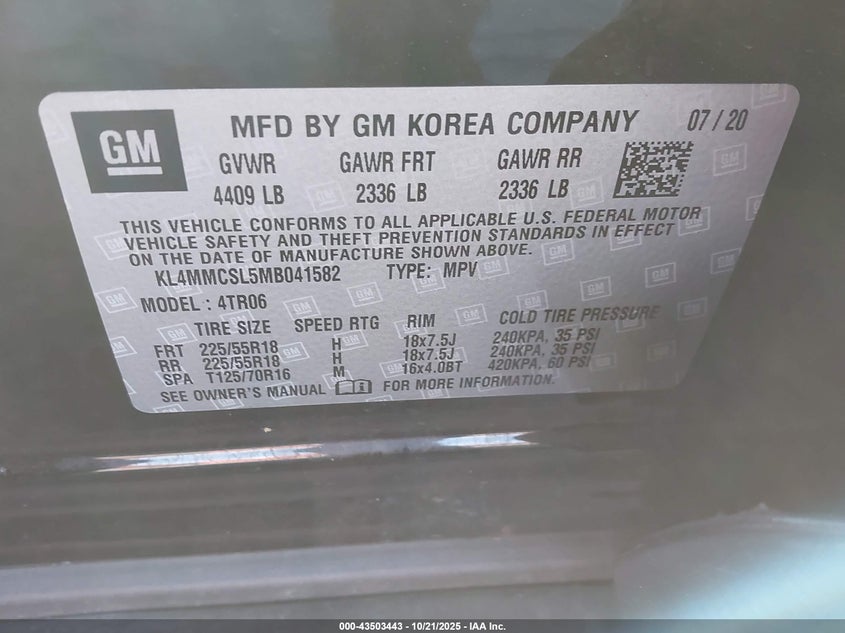 GM
MFD BY GM KOREA COMPANY 07 / 20
GVWR GAWR FRT GAWR RR
4409 LB 2336 LB 2336 LB
THIS VEHICLE CONFORMS TO ALL APPLICABLE U.S. FEDERAL MOTOR
VEHICLE SAFETY AND THEFT PREVENTION STANDARDS IN EFFECT
ON THE DATE OF MANUFACTURE SHOWN ABOVE.
KL4MMCSL5MB041582 TYPE: MPV
MODEL : 4TR06
TIRE SIZE SPEED RTG RIM COLD TIRE PRESSURE
FRT 225/55R18 H 18x7.5J 240KPA, 35 PSI
RR 225/55R18 H 18x7.5J 240KPA, 35 PSI
SPA T125/70R16 M 16x4.0BT 420KPA, 60 PSI
SEE OWNER'S MANUAL FOR MORE INFORMATION.
000-43503443 - 10/21/2025 - IAA Inc.